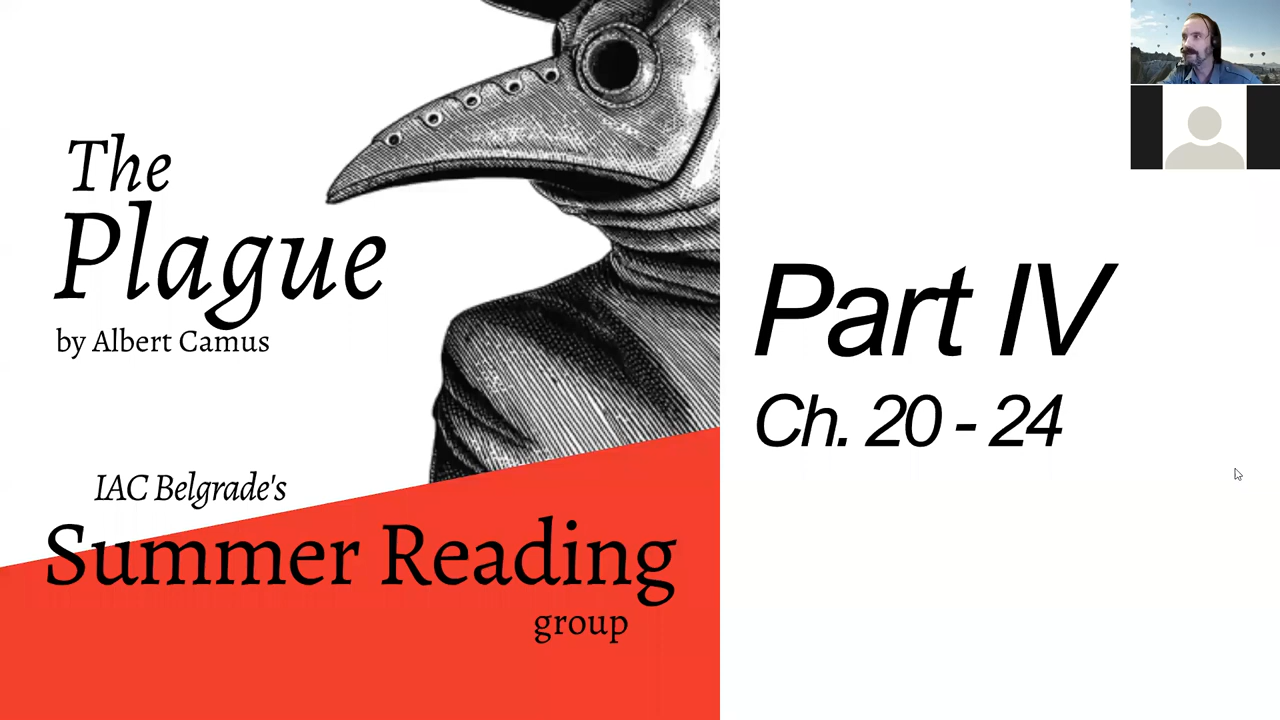 The
Plague
by Albert Camus
IAC Belgrade's
Summer Reading
group
Part IV
Ch. 20 - 24